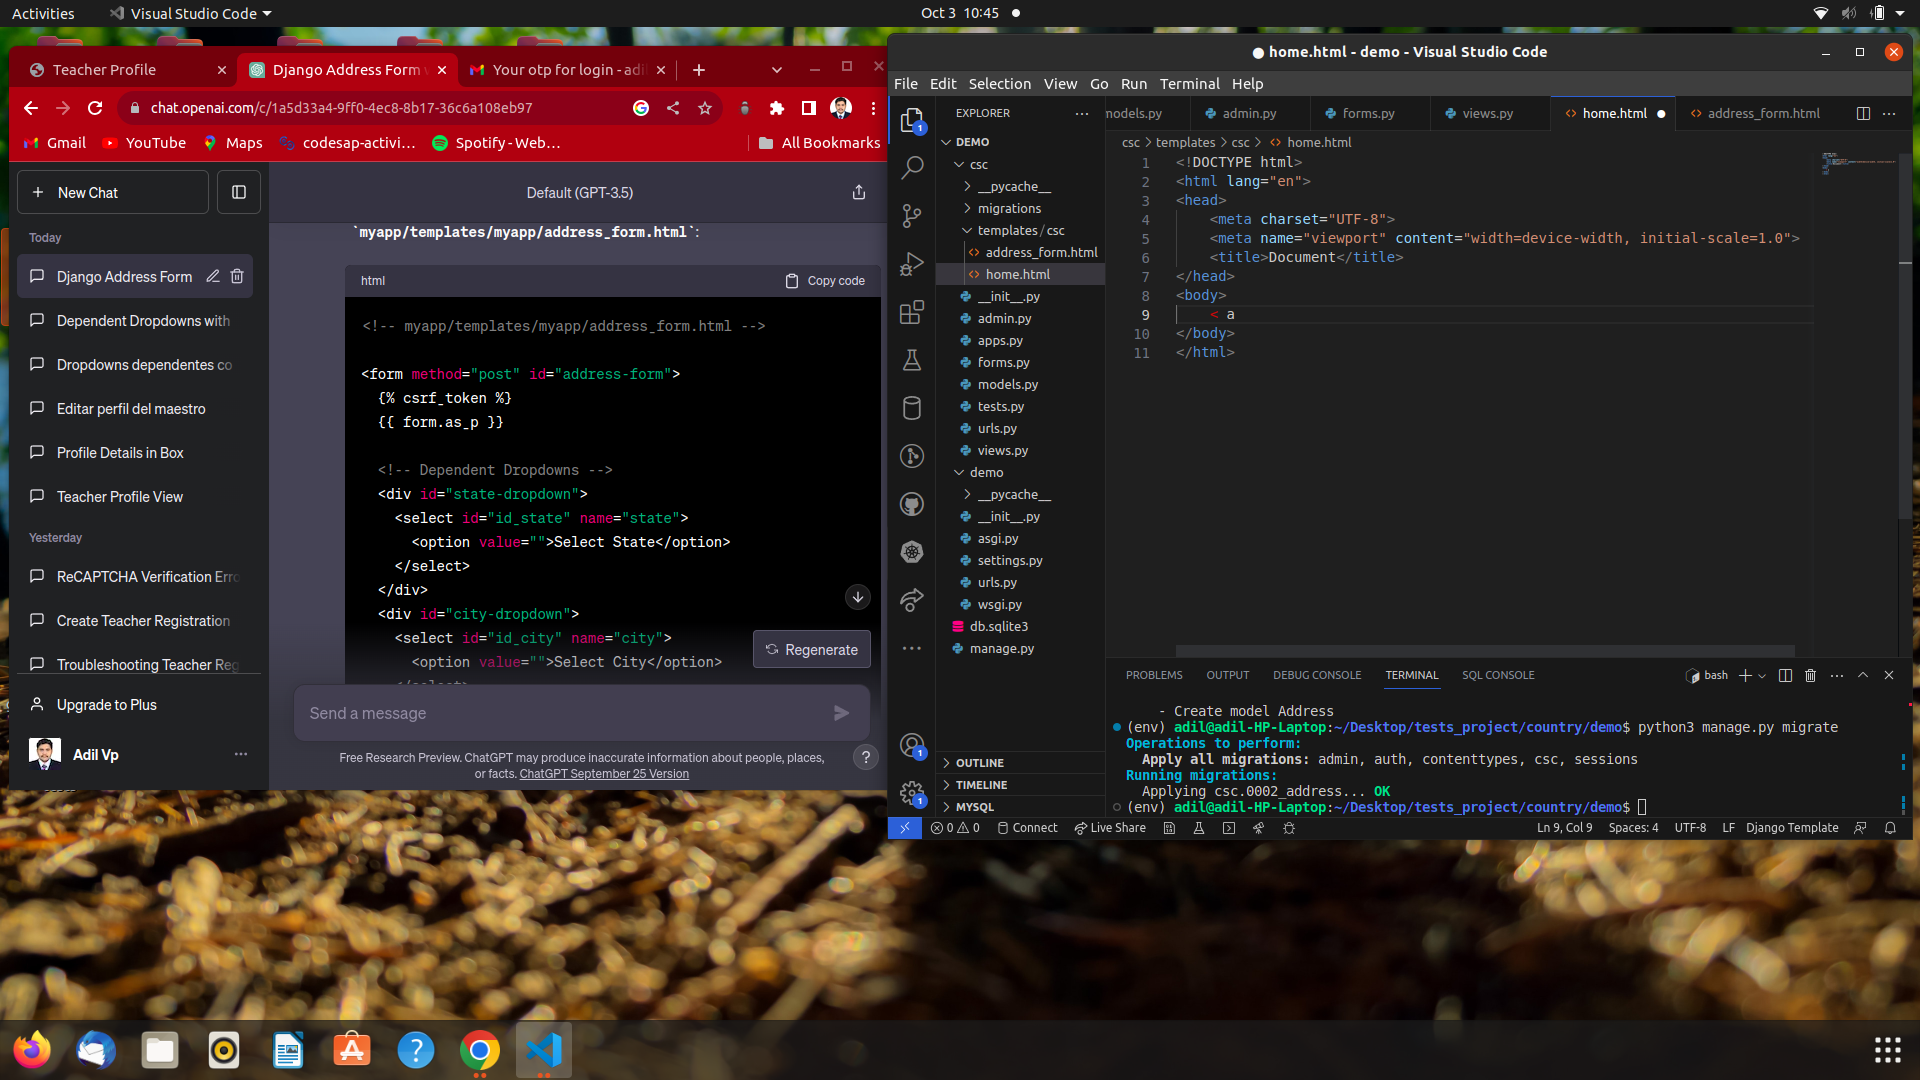 Activities
Visual Studio Code
Oct 3 10:45
Teacher Profile
Django Address Form
Your otp for login - adi
chat.openai.com/c/1a5d33a4-9ff0-4ec8-8b17-36c6a108eb97
Gmail
YouTube
Maps
codesap-activi...
Spotify - Web...
All Bookmarks
New Chat
Today
Django Address Form
Dependent Dropdowns with
Dropdowns dependentes co
Editar perfil del maestro
Profile Details in Box
Teacher Profile View
Yesterday
ReCAPTCHA Verification Erro
Create Teacher Registration
Troubleshooting Teacher Reg
Upgrade to Plus
Adil Vp
Default (GPT-3.5)
`myapp/templates/myapp/address_form.html`:
html
Copy code
<!-- myapp/templates/myapp/address_form.html -->
<form method="post" id="address-form">
{% csrf_token %}
{{ form.as_p }}
<!-- Dependent Dropdowns -->
<div id="state-dropdown">
<select id="id_state" name="state">
<option value="">Select State</option>
</select>
</div>
<div id="city-dropdown">
<select id="id_city" name="city">
<option value="">Select City</option>
</select>
Regenerate
Send a message
Free Research Preview. ChatGPT may produce inaccurate information about people, places,
or facts. ChatGPT September 25 Version
?
● home.html - demo - Visual Studio Code
File Edit Selection View Go Run Terminal Help
EXPLORER
DEMO
csc
__pycache__
migrations
templates/csc
address_form.html
home.html
__init__.py
admin.py
apps.py
forms.py
models.py
tests.py
urls.py
views.py
demo
__pycache__
__init__.py
asgi.py
settings.py
urls.py
wsgi.py
db.sqlite3
manage.py
OUTLINE
TIMELINE
MYSQL
1
1
1
models.py
admin.py
forms.py
views.py
home.html
address_form.html
csc > templates > csc > <> home.html
1 <!DOCTYPE html>
2 <html lang="en">
3 <head>
4 <meta charset="UTF-8">
5 <meta name="viewport" content="width=device-width, initial-scale=1.0">
6 <title>Document</title>
7 </head>
8 <body>
9 < a
10 </body>
11 </html>
PROBLEMS OUTPUT DEBUG CONSOLE TERMINAL SQL CONSOLE
bash
- Create model Address
(env) adil@adil-HP-Laptop:~/Desktop/tests_project/country/demo$ python3 manage.py migrate
Operations to perform:
Apply all migrations: admin, auth, contenttypes, csc, sessions
Running migrations:
Applying csc.0002_address... OK
(env) adil@adil-HP-Laptop:~/Desktop/tests_project/country/demo$
0 0 Connect Live Share
Ln 9, Col 9 Spaces: 4 UTF-8 LF Django Template